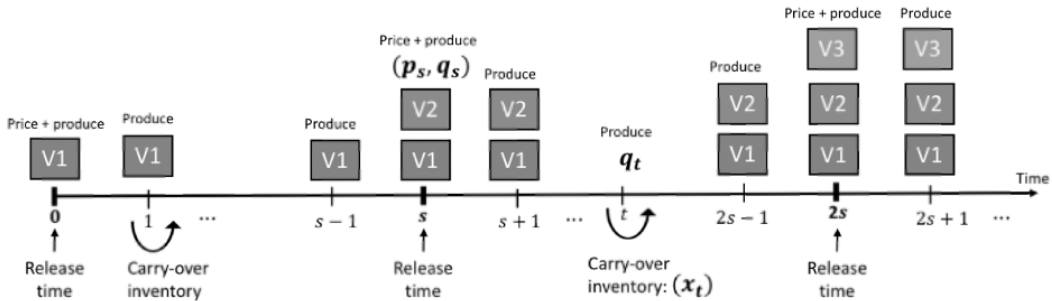 Price + produce
Produce
V3
V3
Price + produce
(p_s, q_s)
Produce
Produce
V2
V2
V2
V2
V2
Price + produce
Produce
Produce
Produce
q_t
V1
V1
V1
V1
V1
V1
V1
V1
Time
0
1
...
s − 1
s
s + 1
...
t
2s − 1
2s
2s + 1
...
Release
time
Carry-over
inventory
Release
time
Carry-over
inventory: (x_t)
Release
time